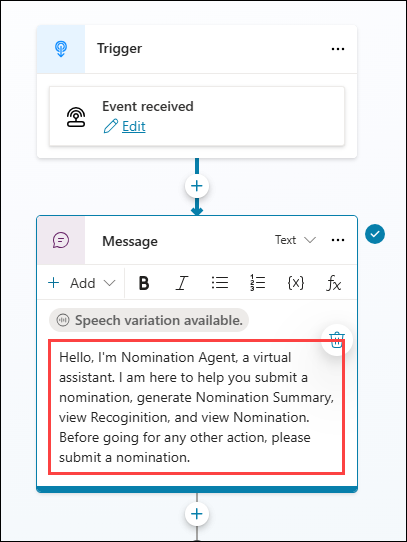 Trigger
Event received
Edit
Message
Text
Add
B
I
{x}
fx
Speech variation available.
Hello, I'm Nomination Agent, a virtual
assistant. I am here to help you submit a
nomination, generate Nomination Summary,
view Recoginition, and view Nomination.
Before going for any other action, please
submit a nomination.